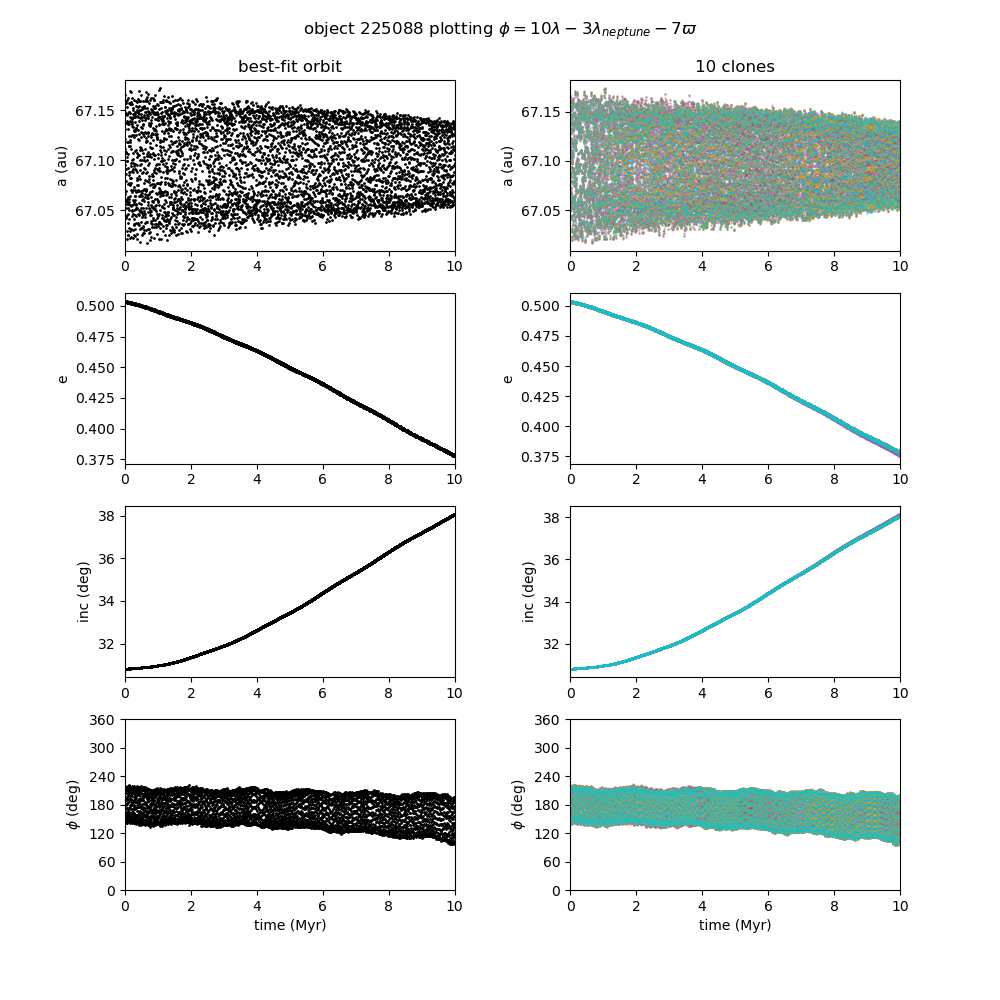 object 225088 plotting ϕ = 10λ − 3λ_neptune − 7ϖ
best-fit orbit
10 clones
a (au)
67.15
67.10
67.05
0 2 4 6 8 10
a (au)
67.15
67.10
67.05
0 2 4 6 8 10
e
0.500
0.475
0.450
0.425
0.400
0.375
0 2 4 6 8 10
e
0.500
0.475
0.450
0.425
0.400
0.375
0 2 4 6 8 10
inc (deg)
38
36
34
32
0 2 4 6 8 10
inc (deg)
38
36
34
32
0 2 4 6 8 10
ϕ (deg)
360
300
240
180
120
60
0
0 2 4 6 8 10
time (Myr)
ϕ (deg)
360
300
240
180
120
60
0
0 2 4 6 8 10
time (Myr)